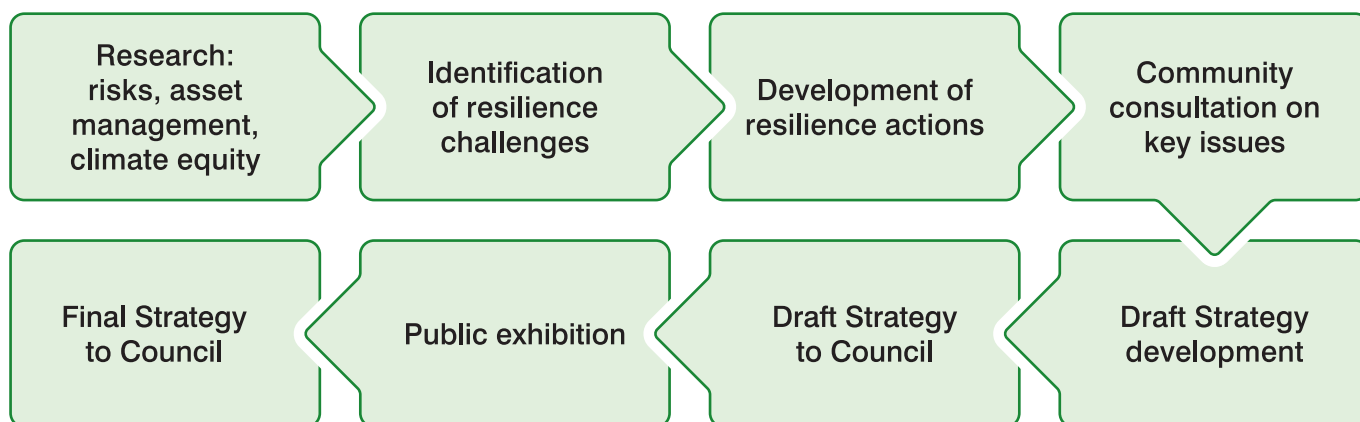 Research:
risks, asset
management,
climate equity
Identification
of resilience
challenges
Development of
resilience actions
Community
consultation on
key issues
Draft Strategy
development
Draft Strategy
to Council
Public exhibition
Final Strategy
to Council